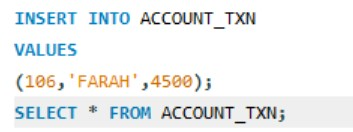 INSERT INTO ACCOUNT_TXN
VALUES
(106,'FARAH',4500);
SELECT * FROM ACCOUNT_TXN;